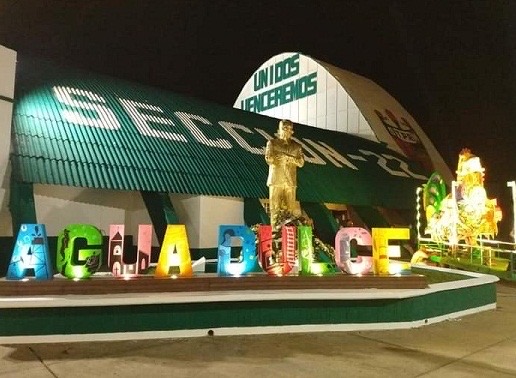 UNIDOS
VENCEREMOS
SECCION-22
AGUADULCE